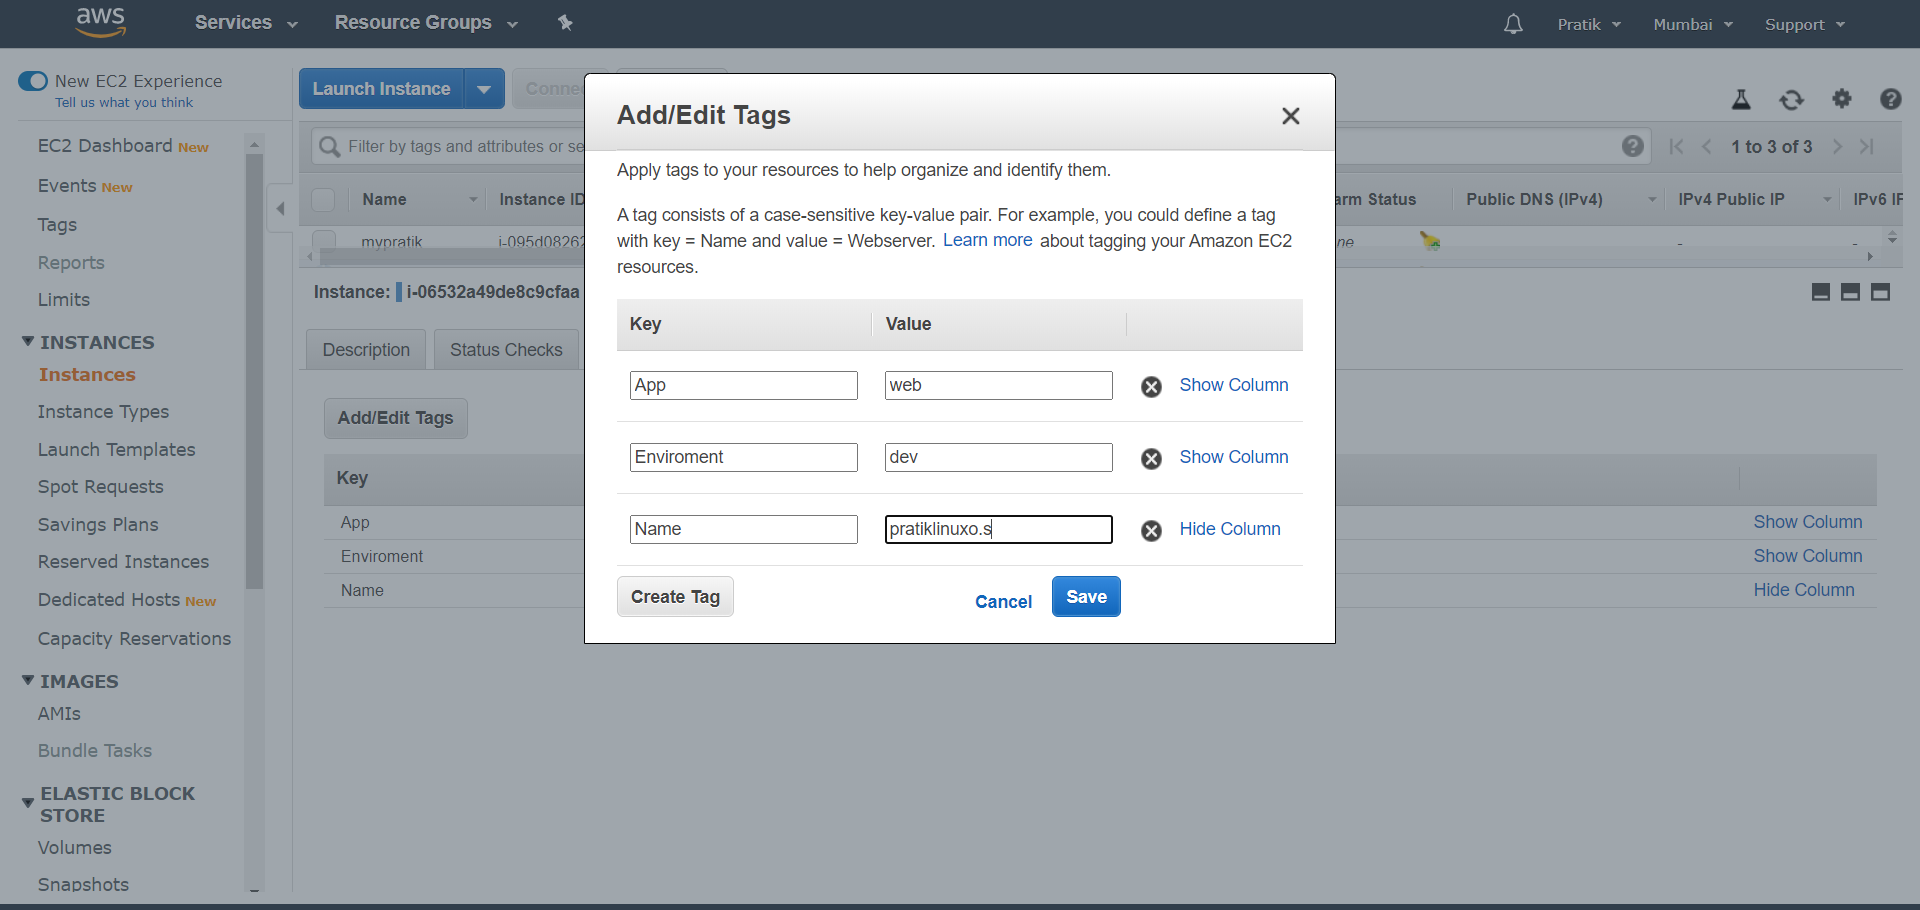 aws
Services
Resource Groups
Pratik
Mumbai
Support
New EC2 Experience
Tell us what you think
EC2 Dashboard New
Events New
Tags
Reports
Limits
INSTANCES
Instances
Instance Types
Launch Templates
Spot Requests
Savings Plans
Reserved Instances
Dedicated Hosts New
Capacity Reservations
IMAGES
AMIs
Bundle Tasks
ELASTIC BLOCK
STORE
Volumes
Snapshots
Launch Instance
Filter by tags and attributes or se
1 to 3 of 3
Name
Instance ID
arm Status
Public DNS (IPv4)
IPv4 Public IP
IPv6 IP
mypratik
i-095d08262
ne
-
-
Instance: i-06532a49de8c9cfaa
Description
Status Checks
Add/Edit Tags
Key
App
Show Column
Enviroment
Show Column
Name
Hide Column
Add/Edit Tags
Apply tags to your resources to help organize and identify them.
A tag consists of a case-sensitive key-value pair. For example, you could define a tag
with key = Name and value = Webserver. Learn more about tagging your Amazon EC2
resources.
Key
Value
App
web
Show Column
Enviroment
dev
Show Column
Name
pratiklinuxo.s
Hide Column
Create Tag
Cancel
Save